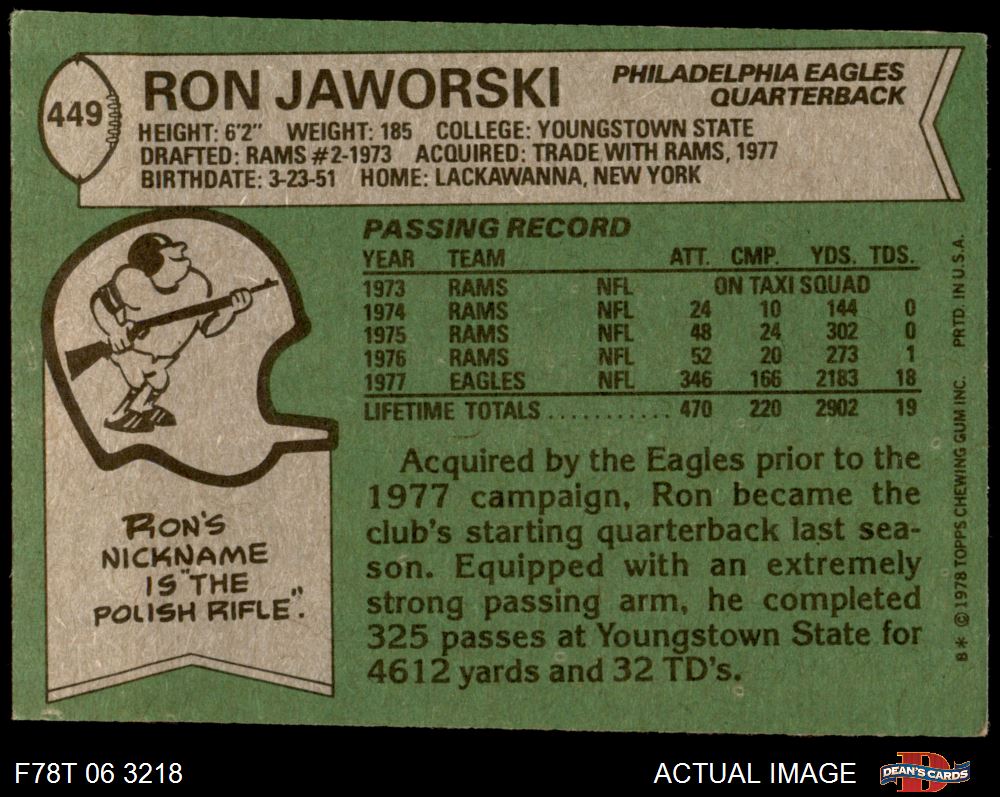 449
RON JAWORSKI
PHILADELPHIA EAGLES
QUARTERBACK
HEIGHT: 6'2" WEIGHT: 185 COLLEGE: YOUNGSTOWN STATE
DRAFTED: RAMS #2-1973 ACQUIRED: TRADE WITH RAMS, 1977
BIRTHDATE: 3-23-51 HOME: LACKAWANNA, NEW YORK
PASSING RECORD
YEAR TEAM ATT. CMP. YDS. TDS.
1973 RAMS NFL ON TAXI SQUAD
1974 RAMS NFL 24 10 144 0
1975 RAMS NFL 48 24 302 0
1976 RAMS NFL 52 20 273 1
1977 EAGLES NFL 346 166 2183 18
LIFETIME TOTALS ........... 470 220 2902 19
Acquired by the Eagles prior to the
1977 campaign, Ron became the
club's starting quarterback last sea-
son. Equipped with an extremely
strong passing arm, he completed
325 passes at Youngstown State for
4612 yards and 32 TD's.
RON'S
NICKNAME
IS "THE
POLISH RIFLE".
B* ©1978 TOPPS CHEWING GUM INC. PRTD. IN U.S.A.
F78T 06 3218
ACTUAL IMAGE
D
DEAN'S CARDS